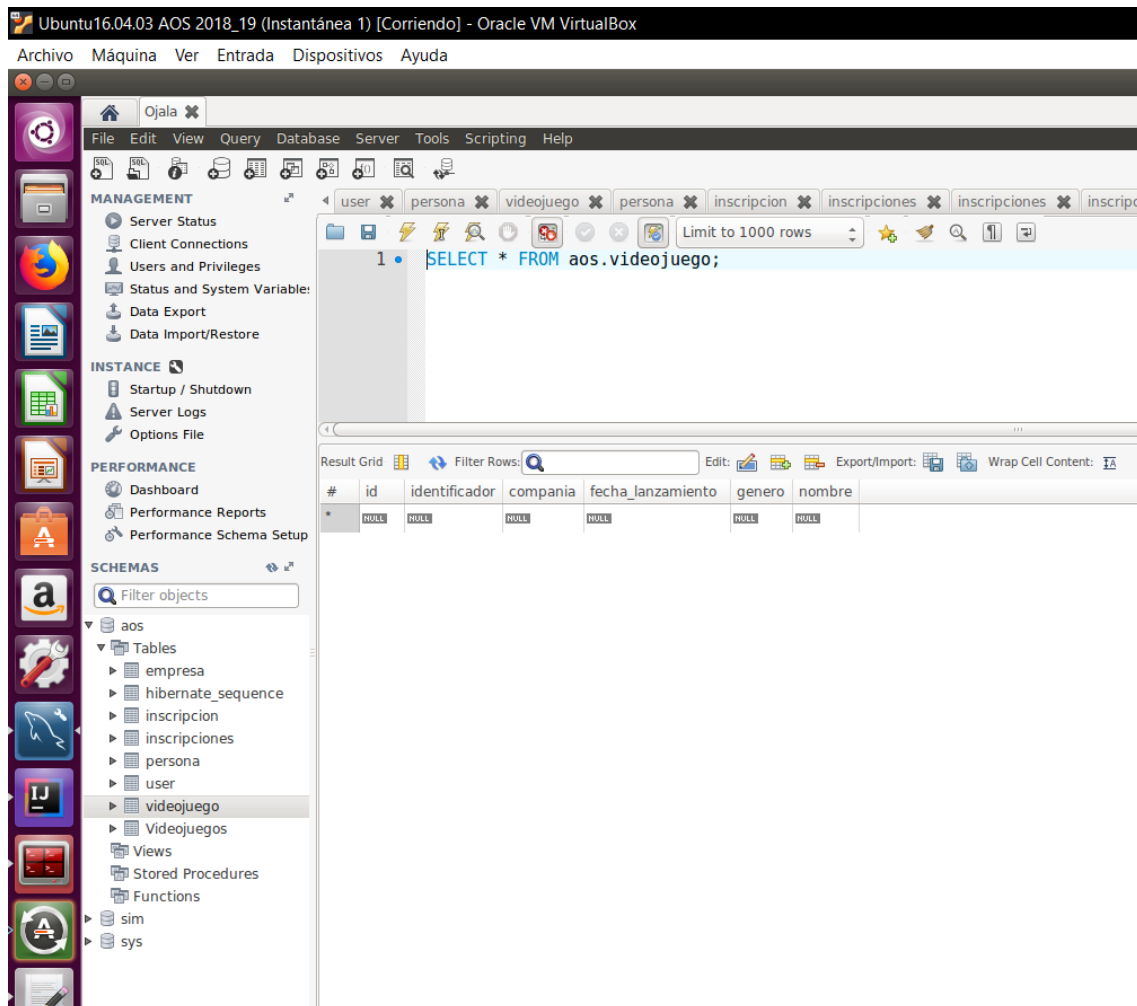 Ubuntu16.04.03 AOS 2018_19 (Instantánea 1) [Corriendo] - Oracle VM VirtualBox
Archivo Máquina Ver Entrada Dispositivos Ayuda
Ojala
File Edit View Query Database Server Tools Scripting Help
MANAGEMENT
Server Status
Client Connections
Users and Privileges
Status and System Variable
Data Export
Data Import/Restore
INSTANCE
Startup / Shutdown
Server Logs
Options File
PERFORMANCE
Dashboard
Performance Reports
Performance Schema Setup
SCHEMAS
Filter objects
aos
Tables
empresa
hibernate_sequence
inscripcion
inscripciones
persona
user
videojuego
Videojuegos
Views
Stored Procedures
Functions
sim
sys
user persona videojuego persona inscripcion inscripciones inscripciones inscripc
Limit to 1000 rows
1 SELECT * FROM aos.videojuego;
Result Grid Filter Rows: Edit: Export/Import: Wrap Cell Content:
# id identificador compania fecha_lanzamiento genero nombre
* NULL NULL NULL NULL NULL NULL